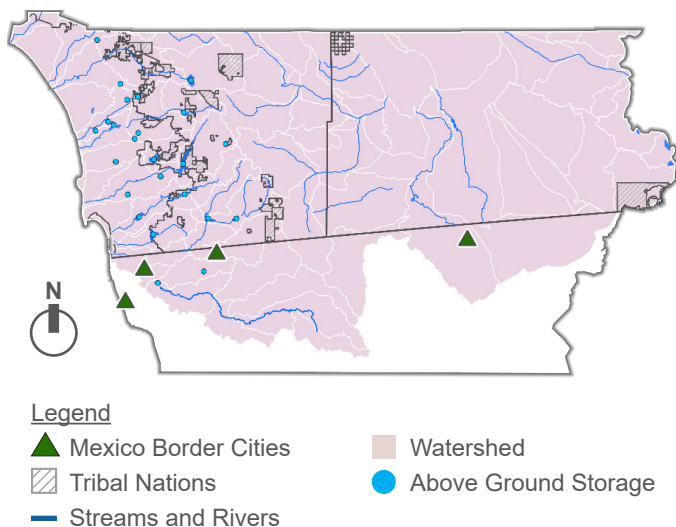 N
Legend
Mexico Border Cities
Watershed
Tribal Nations
Above Ground Storage
Streams and Rivers